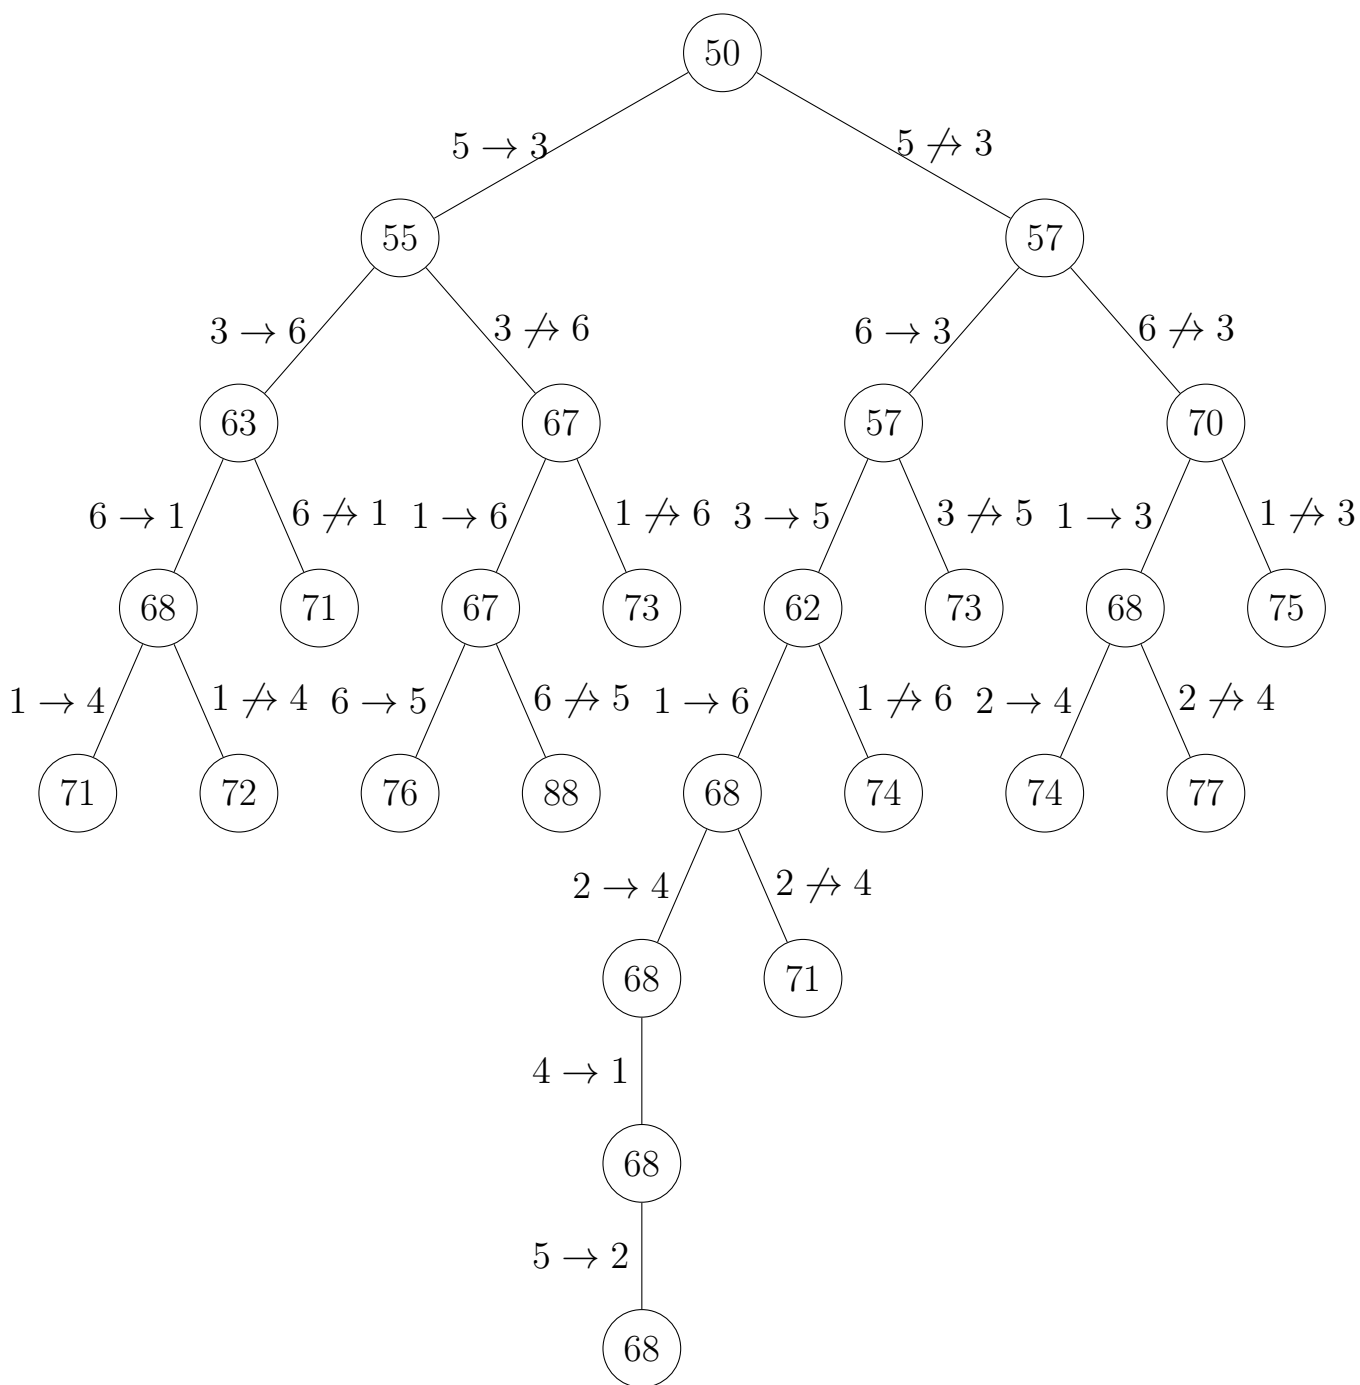 50
5 → 3 5 ↛ 3
55 57
3 → 6 3 ↛ 6 6 → 3 6 ↛ 3
63 67 57 70
6 → 1 6 ↛ 1 1 → 6 1 ↛ 6 3 → 5 3 ↛ 5 1 → 3 1 ↛ 3
68 71 67 73 62 73 68 75
1 → 4 1 ↛ 4 6 → 5 6 ↛ 5 1 → 6 1 ↛ 6 2 → 4 2 ↛ 4
71 72 76 88 68 74 74 77
2 → 4 2 ↛ 4
68 71
4 → 1
68
5 → 2
68